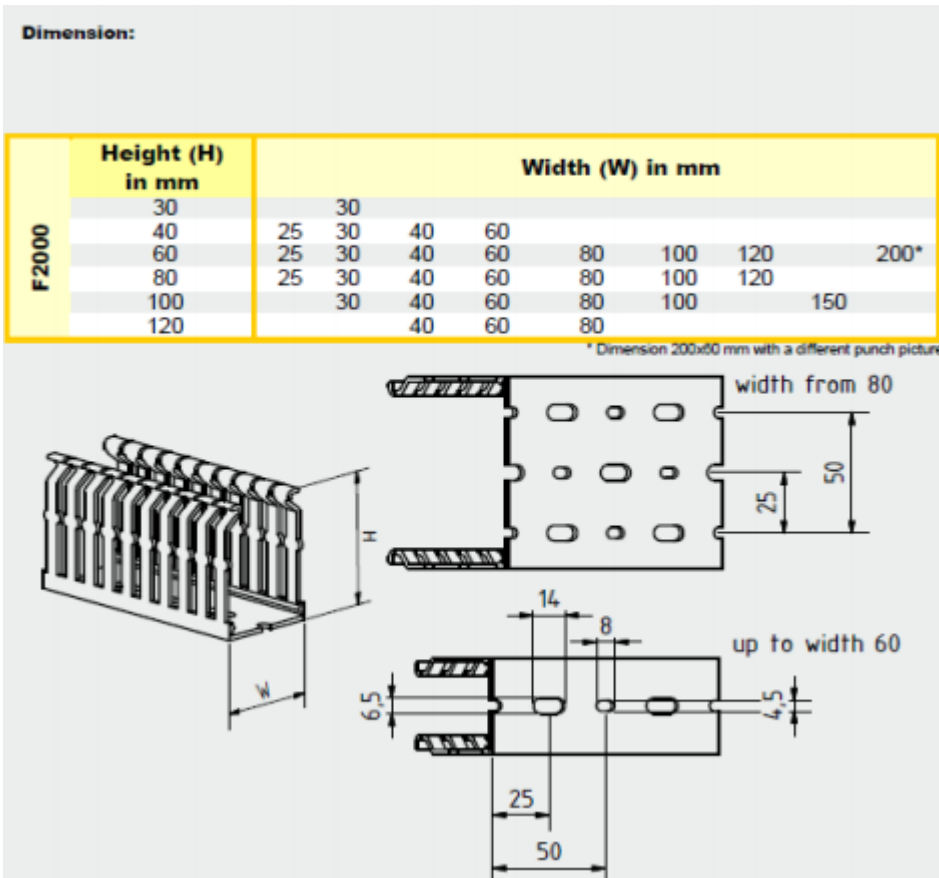 Dimension:
F2000
Height (H)
in mm
Width (W) in mm
30 30
40 25 30 40 60
60 25 30 40 60 80 100 120 200*
80 25 30 40 60 80 100 120
100 30 40 60 80 100 150
120 40 60 80
* Dimension 200x60 mm with a different punch picture
width from 80
50
25
H
W
14
8
up to width 60
6,5
4,5
25
50